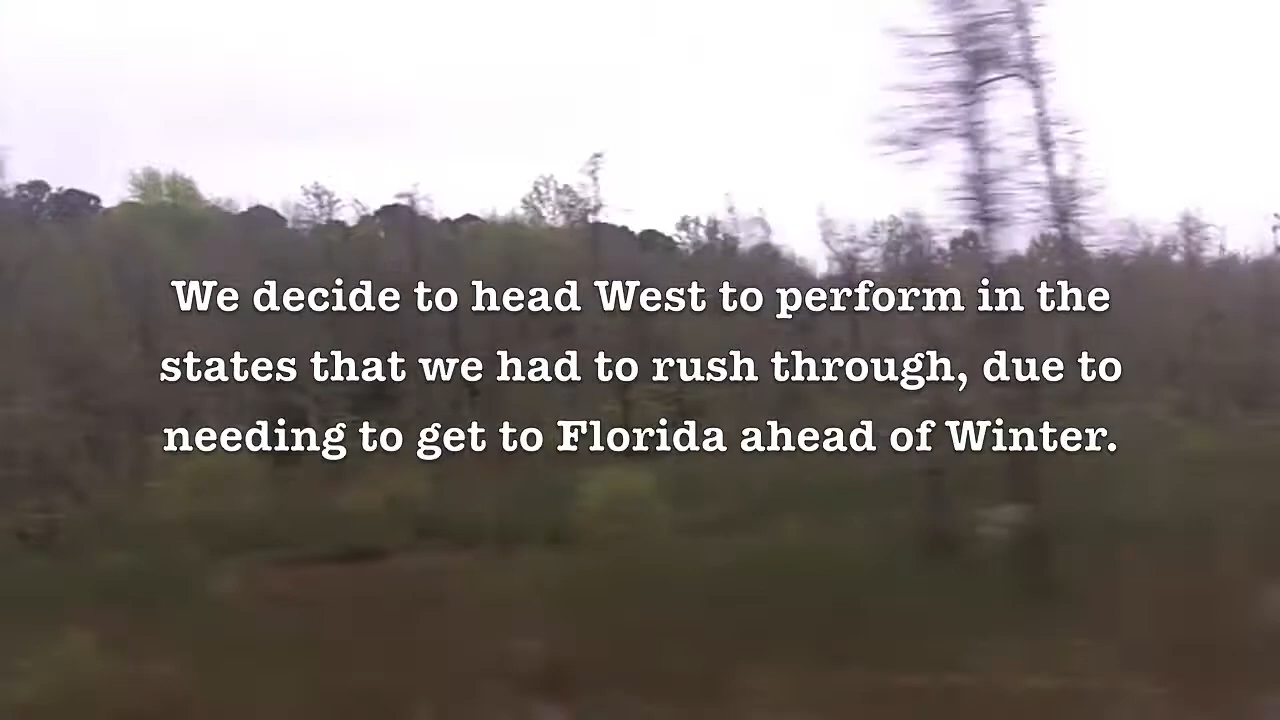 We decide to head West to perform in the
states that we had to rush through, due to
needing to get to Florida ahead of Winter.